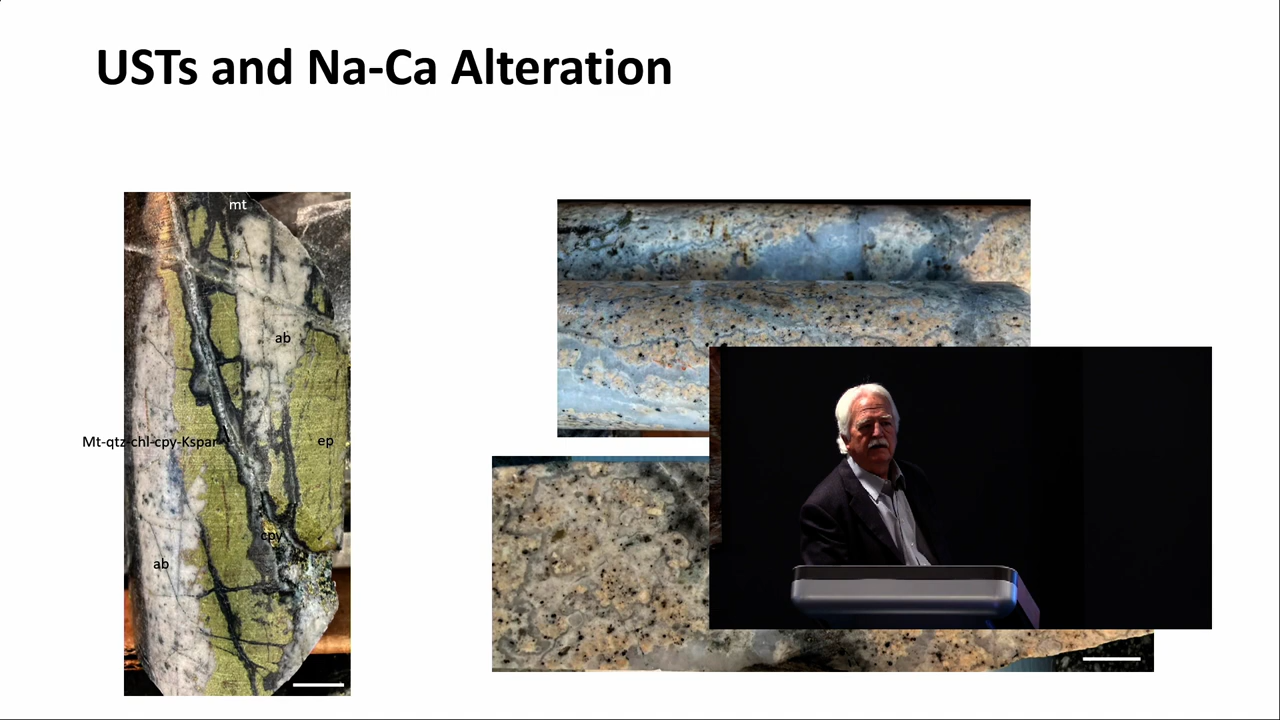 USTs and Na-Ca Alteration
mt
ab
Mt-qtz-chl-cpy-Kspar
ep
cpy
ab